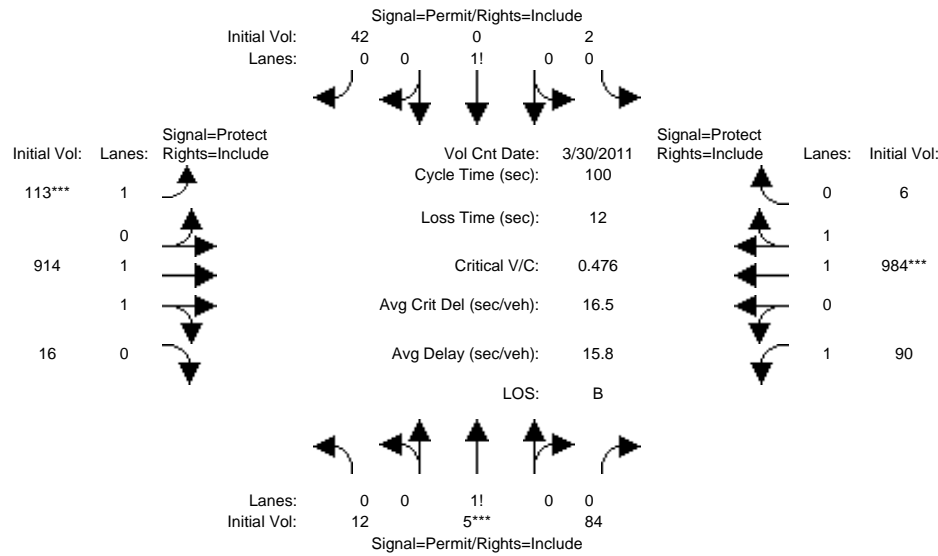 Signal=Permit/Rights=Include
Initial Vol: 42 0 2
Lanes: 0 0 1! 0 0
Signal=Protect Signal=Protect
Initial Vol: Lanes: Rights=Include Vol Cnt Date: 3/30/2011 Rights=Include Lanes: Initial Vol:
Cycle Time (sec): 100
113*** 1 0 6
Loss Time (sec): 12
0 1
914 1 Critical V/C: 0.476 1 984***
1 Avg Crit Del (sec/veh): 16.5 0
16 0 Avg Delay (sec/veh): 15.8 1 90
LOS: B
Lanes: 0 0 1! 0 0
Initial Vol: 12 5*** 84
Signal=Permit/Rights=Include